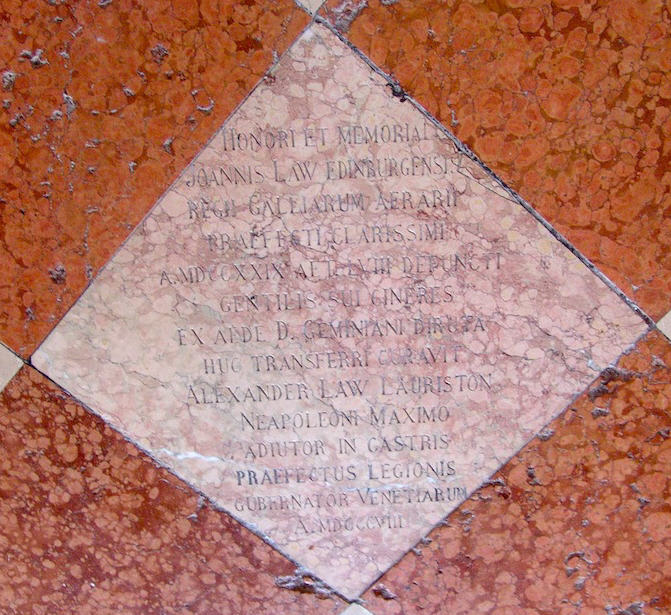 HONORI ET MEMORIAE
JOANNIS LAW EDINBURGENSIS
REGII GALLIARUM AERARII
PRAEFECTI CLARISSIMI
A.MDCCXXIX AET. LVIII DEFUNCTI
GENTILIS SUI CINERES
EX AEDE D. GEMINIANI DIRUTA
HUC TRANSFERRI CURAVIT
ALEXANDER LAW LAURISTON
NEAPOLEONI MAXIMO
ADIUTOR IN CASTRIS
PRAEFECTUS LEGIONIS
GUBERNATOR VENETIARUM
A. MDCCCVIII